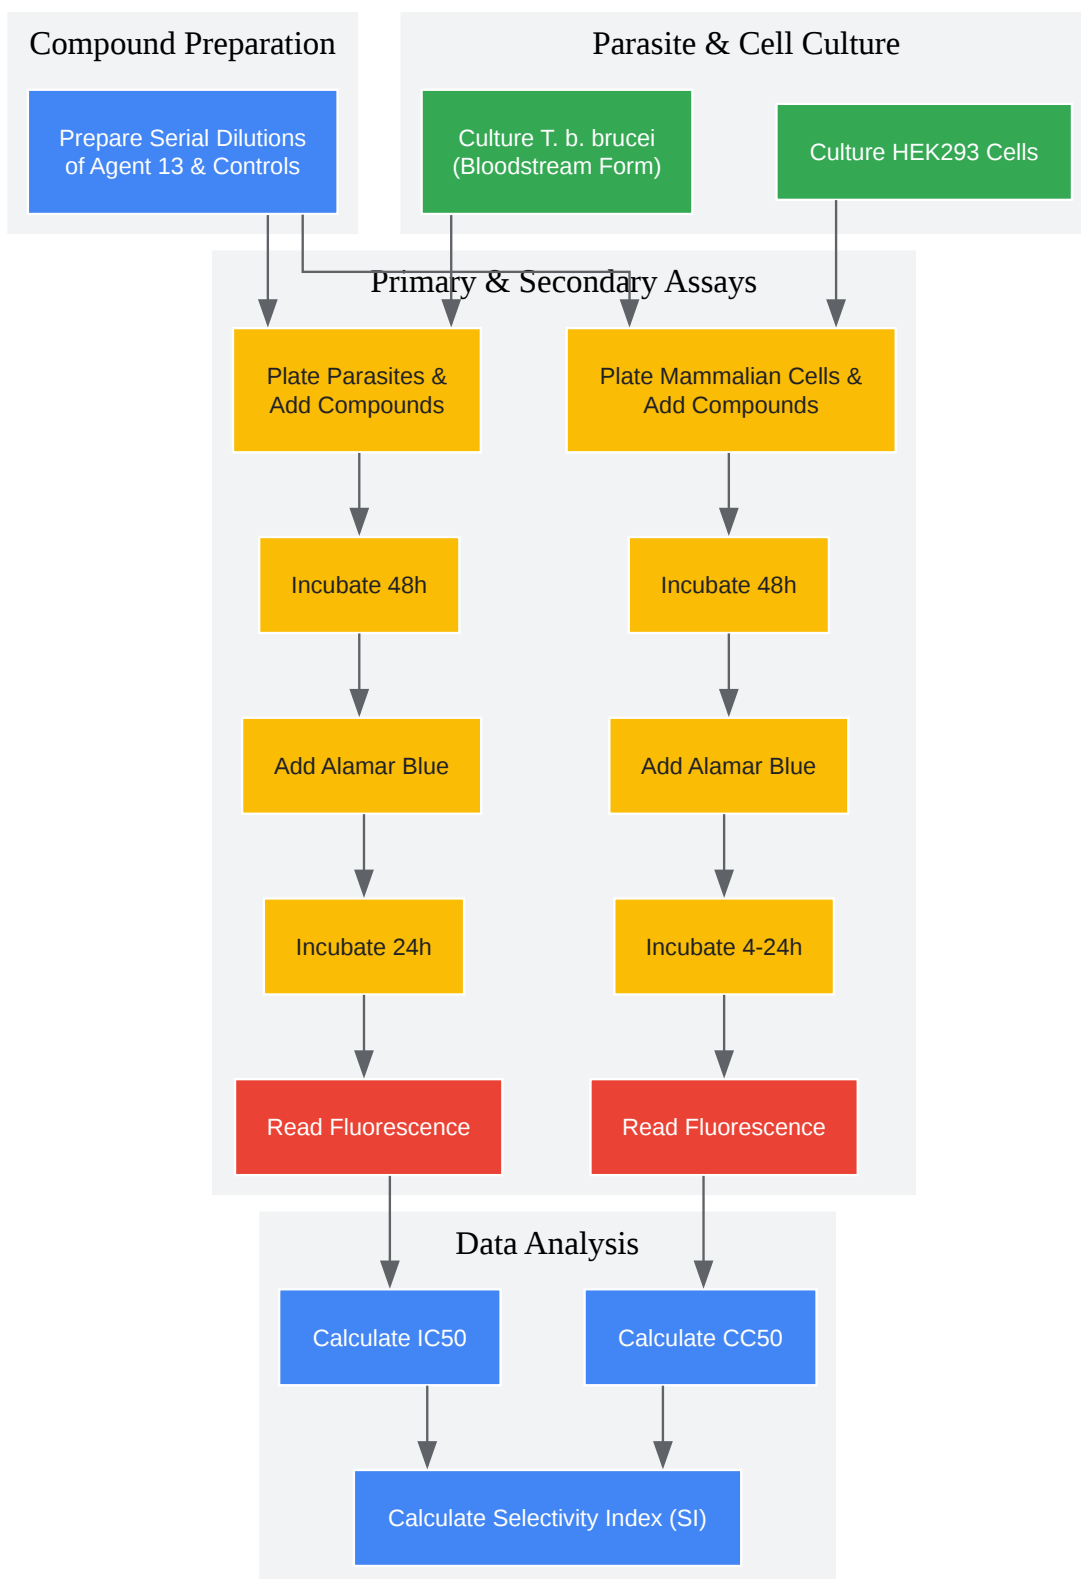 Compound Preparation
Parasite & Cell Culture
Prepare Serial Dilutions
of Agent 13 & Controls
Culture T. b. brucei
(Bloodstream Form)
Culture HEK293 Cells
Primary & Secondary Assays
Plate Parasites &
Add Compounds
Plate Mammalian Cells &
Add Compounds
Incubate 48h
Incubate 48h
Add Alamar Blue
Add Alamar Blue
Incubate 24h
Incubate 4-24h
Read Fluorescence
Read Fluorescence
Data Analysis
Calculate IC50
Calculate CC50
Calculate Selectivity Index (SI)